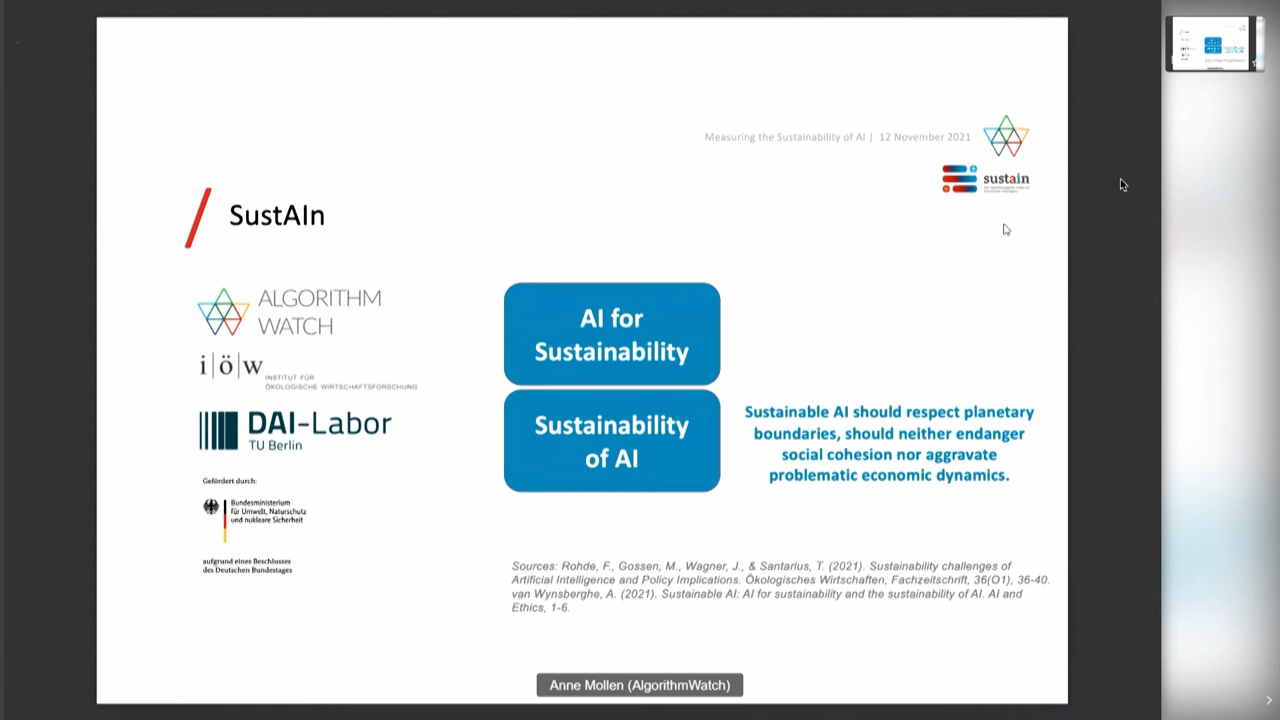 Measuring the Sustainability of AI | 12 November 2021
sustain
SustAIn
ALGORITHM
WATCH
i|ö|w
INSTITUT FÜR
ÖKOLOGISCHE WIRTSCHAFTSFORSCHUNG
DAI-Labor
TU Berlin
Gefördert durch:
Bundesministerium
für Umwelt, Naturschutz
und nukleare Sicherheit
aufgrund eines Beschlusses
des Deutschen Bundestages
AI for
Sustainability
Sustainability
of AI
Sustainable AI should respect planetary
boundaries, should neither endanger
social cohesion nor aggravate
problematic economic dynamics.
Sources: Rohde, F., Gossen, M., Wagner, J., & Santarius, T. (2021). Sustainability challenges of
Artificial Intelligence and Policy Implications. Ökologisches Wirtschaften, Fachzeitschrift, 36(O1), 36-40.
van Wynsberghe, A. (2021). Sustainable AI: AI for sustainability and the sustainability of AI. AI and
Ethics, 1-6.
Anne Mollen (AlgorithmWatch)